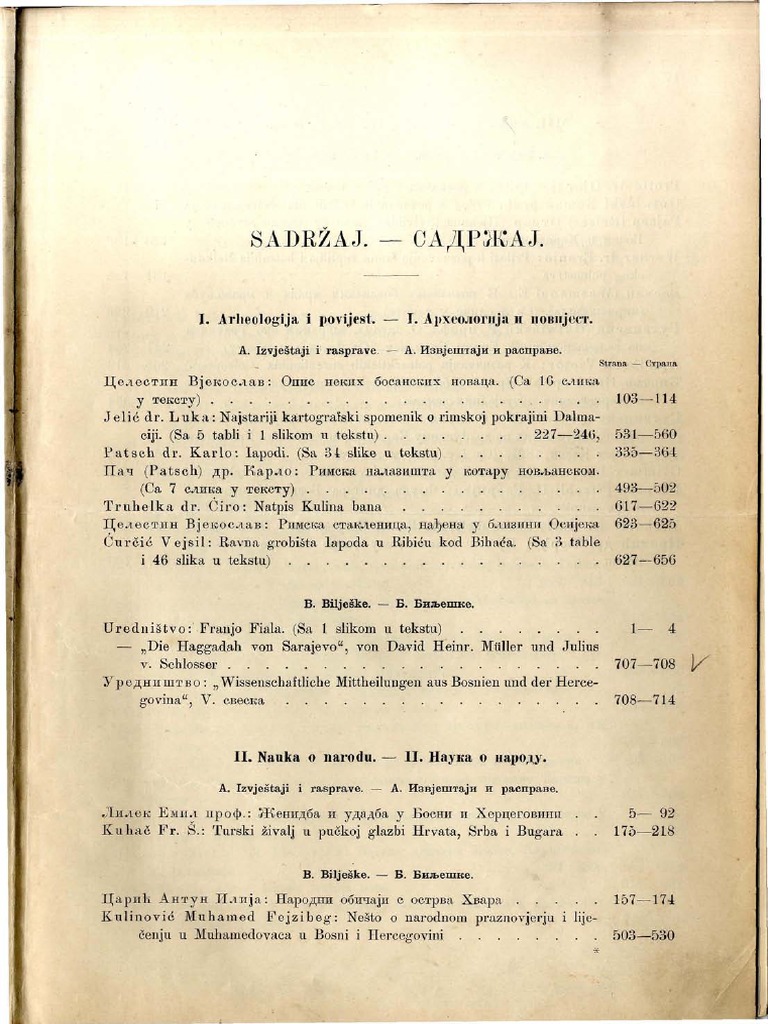 SADRŽAJ. — САДРЖАЈ.
I. Arheologija i povijest. — I. Археологија и повијест.
A. Izvještaji i rasprave. — А. Извјештаји и расправе.
Strana — Страна
Целестин Вјекослав: Опис неких босанских новаца. (Са 16 слика
у тексту) . . . . . . . . . . . . . . . . . . . . 103—114
Jelić dr. Luka: Najstariji kartografski spomenik o rimskoj pokrajini Dalma-
ciji. (Sa 5 tabli i 1 slikom u tekstu) . . . . . . . . 227—246, 531—560
Patsch dr. Karlo: Iapodi. (Sa 34 slike u tekstu) . . . . . . . . 335—364
Пач (Patsch) др. Карло: Римска налазишта у котару новљанском.
(Са 7 слика у тексту) . . . . . . . . . . . . . . . . 493—502
Truhelka dr. Ćiro: Natpis Kulina bana . . . . . . . . . . . 617—622
Целестин Вјекослав: Римска стакленица, нађена у близини Осијека 623—625
Ćurčić Vejsil: Ravna grobišta Iapoda u Ribiću kod Bihaća. (Sa 3 table
i 46 slika u tekstu) . . . . . . . . . . . . . . . . . 627—656
B. Bilješke. — Б. Биљешке.
Uredništvo: Franjo Fiala. (Sa 1 slikom u tekstu) . . . . . . . . 1— 4
— „Die Haggadah von Sarajevo“, von David Heinr. Müller und Julius
v. Schlosser . . . . . . . . . . . . . . . . . . . . 707—708
Уредништво: „Wissenschaftliche Mittheilungen aus Bosnien und der Herce-
govina“, V. свеска . . . . . . . . . . . . . . . . . 708—714
II. Nauka o narodu. — II. Наука о народу.
A. Izvještaji i rasprave. — А. Извјештаји и расправе.
Лилек Емил проф.: Женидба и удадба у Босни и Херцеговини . . 5— 92
Kuhač Fr. Š.: Turski živalj u pučkoj glazbi Hrvata, Srba i Bugara . . 175—218
B. Bilješke. — Б. Биљешке.
Царић Антун Илија: Народни обичаји с острва Хвара . . . . . 157—174
Kulinović Muhamed Fejzibeg: Nešto o narodnom praznovjerju i lije-
čenju u Muhamedovaca u Bosni i Hercegovini . . . . . . . . 503—530
*